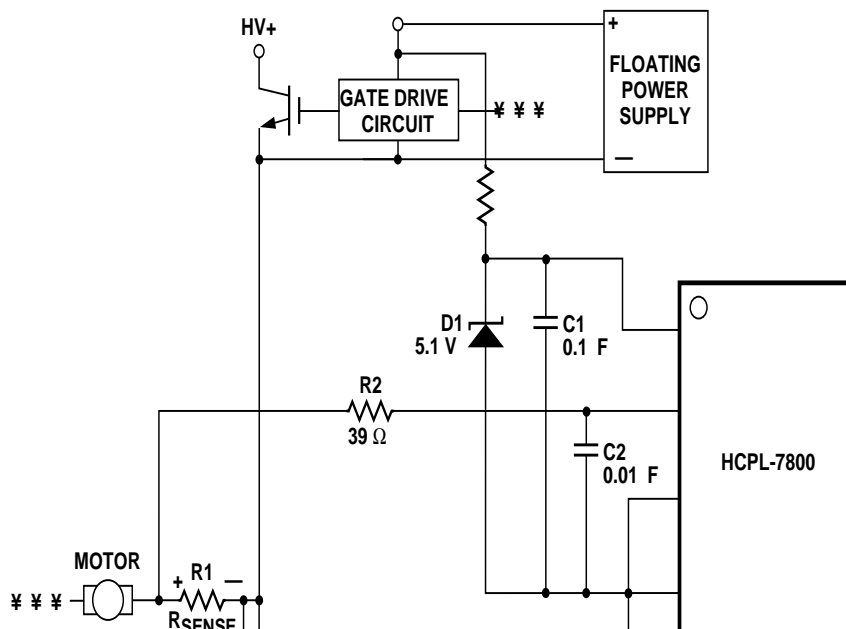 HV+
+
FLOATING
POWER
SUPPLY
—
GATE DRIVE
CIRCUIT
¥ ¥ ¥
D1
5.1 V
C1
0.1 F
R2
39 Ω
C2
0.01 F
HCPL-7800
MOTOR
¥ ¥ ¥
+ R1 —
RSENSE